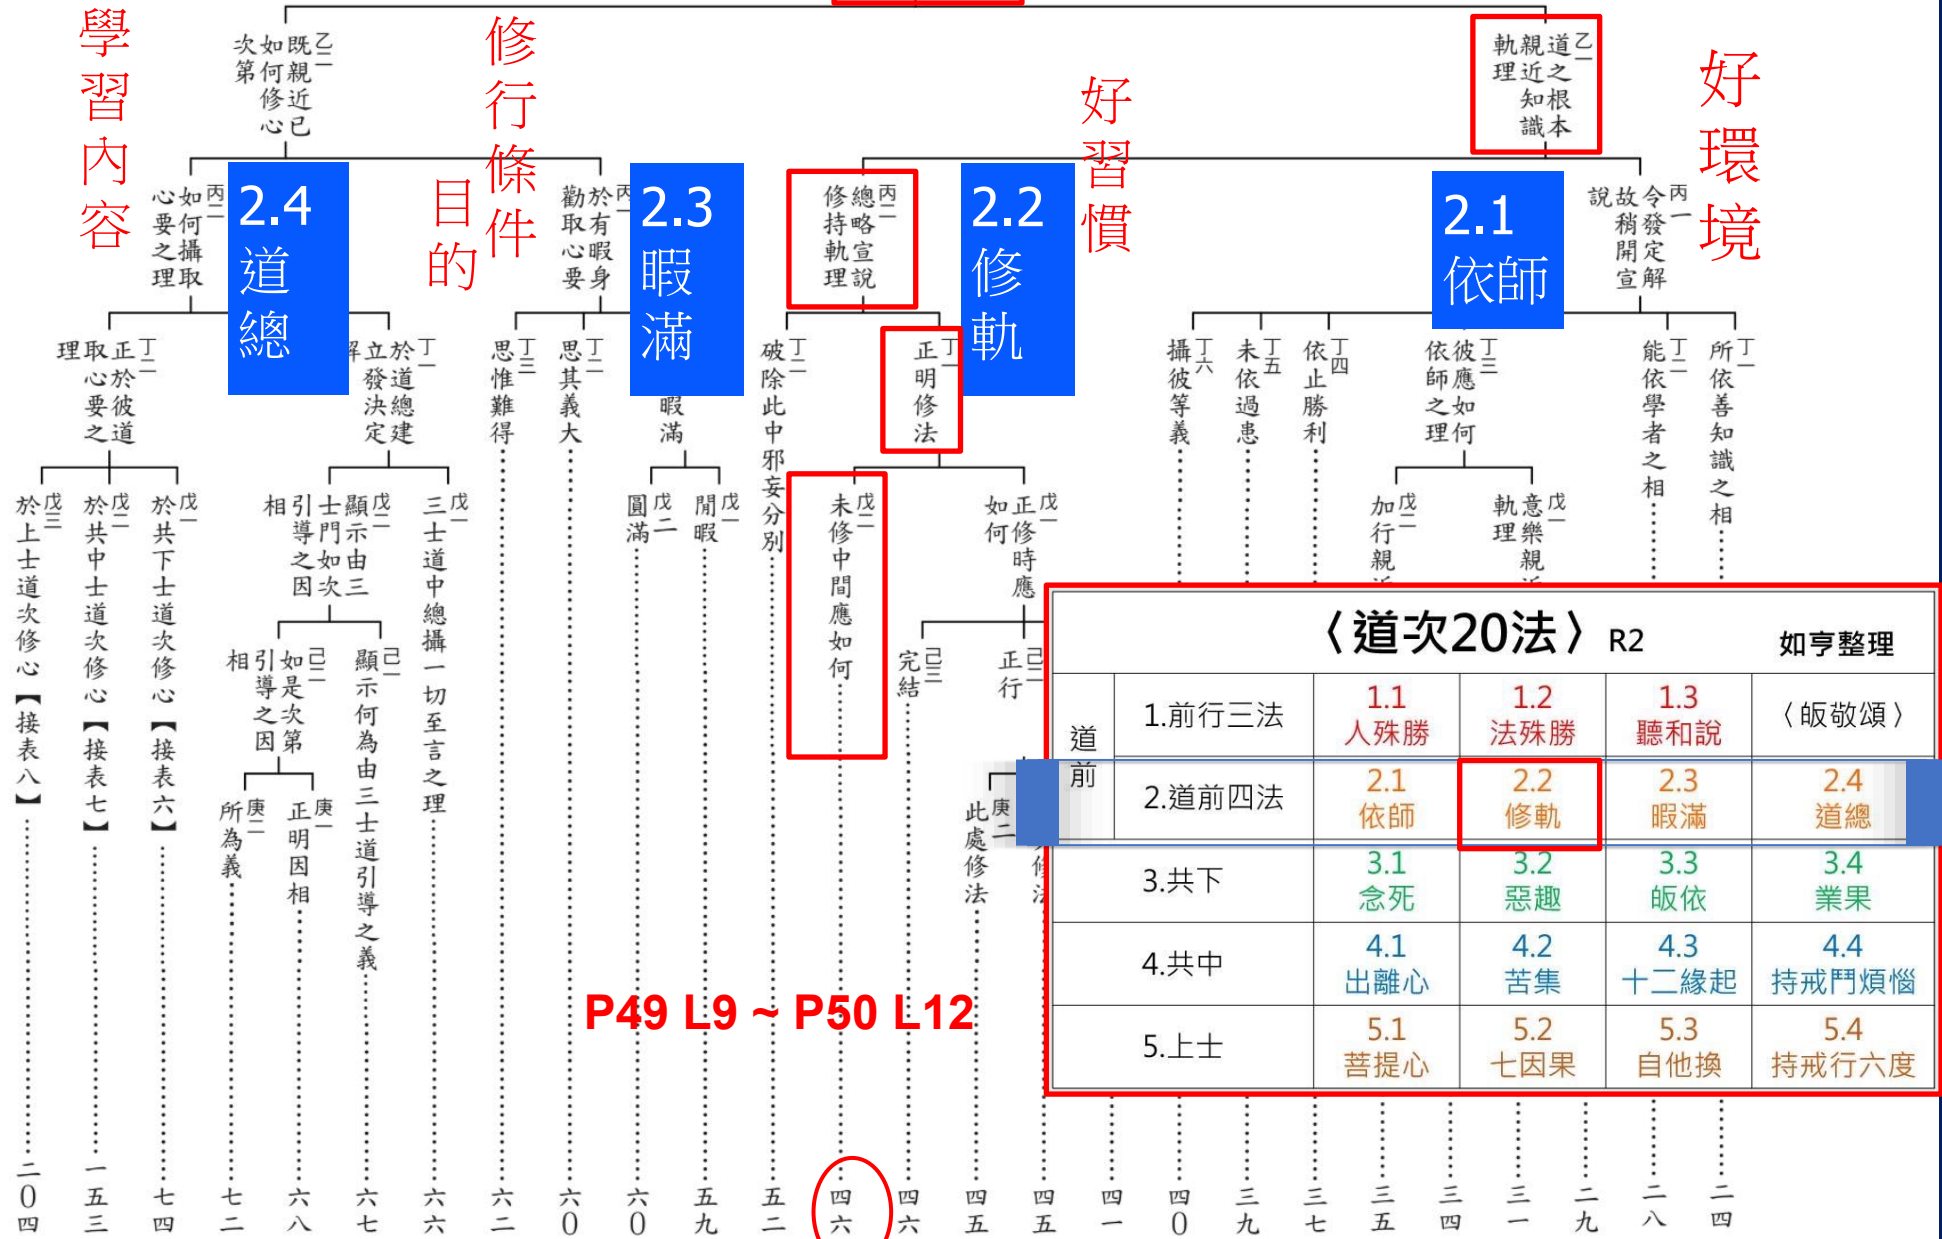 好環境
好習慣
修行條件
目的
學習內容
乙一
道之根本
親近知識
軌理
乙二
既親近已
如何修心
次第
丙一
令發定解
故稍開宣
說
2.1
依師
2.2
修
軌
丙二
總略宣說
修持軌理
2.3
暇
滿
丙一
於有暇身
勸取心要
2.4
道
總
丙二
如何攝取
心要之理
丁一
所依善知識之相
丁二
能依學者之相
丁三
彼應如何
依師之理
丁四
依止勝利
丁五
未依過患
丁六
攝彼等義
丁一
正明修法
丁二
破除此中邪妄分別
暇滿
丁二
思其義大
丁三
思惟難得
丁一
於道總建
立發決定
解
丁二
正於彼道
取心要之
理
戊一
意樂親近
軌理
戊二
加行親近
戊一
正修時應
如何
戊二
未修中間應如何
戊一
閒暇
戊二
圓滿
戊一
三士道中總攝一切至言之理
戊二
顯示由三
士門如次
引導之因
相
戊一
於共下士道次修心【接表六】
戊二
於共中士道次修心【接表七】
戊三
於上士道次修心【接表八】
己二
正行
己三
完結
己一
顯示何為由三士道引導之義
己二
如是次第
引導之因
相
庚二
此處修法
庚一
正明因相
庚二
所為義
P49 L9 ~ P50 L12
〈道次20法〉 R2 如亨整理
道前
1.前行三法 1.1 人殊勝 1.2 法殊勝 1.3 聽和說 〈皈敬頌〉
2.道前四法 2.1 依師 2.2 修軌 2.3 暇滿 2.4 道總
3.共下 3.1 念死 3.2 惡趣 3.3 皈依 3.4 業果
4.共中 4.1 出離心 4.2 苦集 4.3 十二緣起 4.4 持戒鬥煩惱
5.上士 5.1 菩提心 5.2 七因果 5.3 自他換 5.4 持戒行六度
二四
二八
二九
三一
三四
三五
三七
三九
四0
四一
四五
四五
四六
四六
五二
五九
六0
六0
六二
六六
六七
六八
七二
七四
一五三
二0四